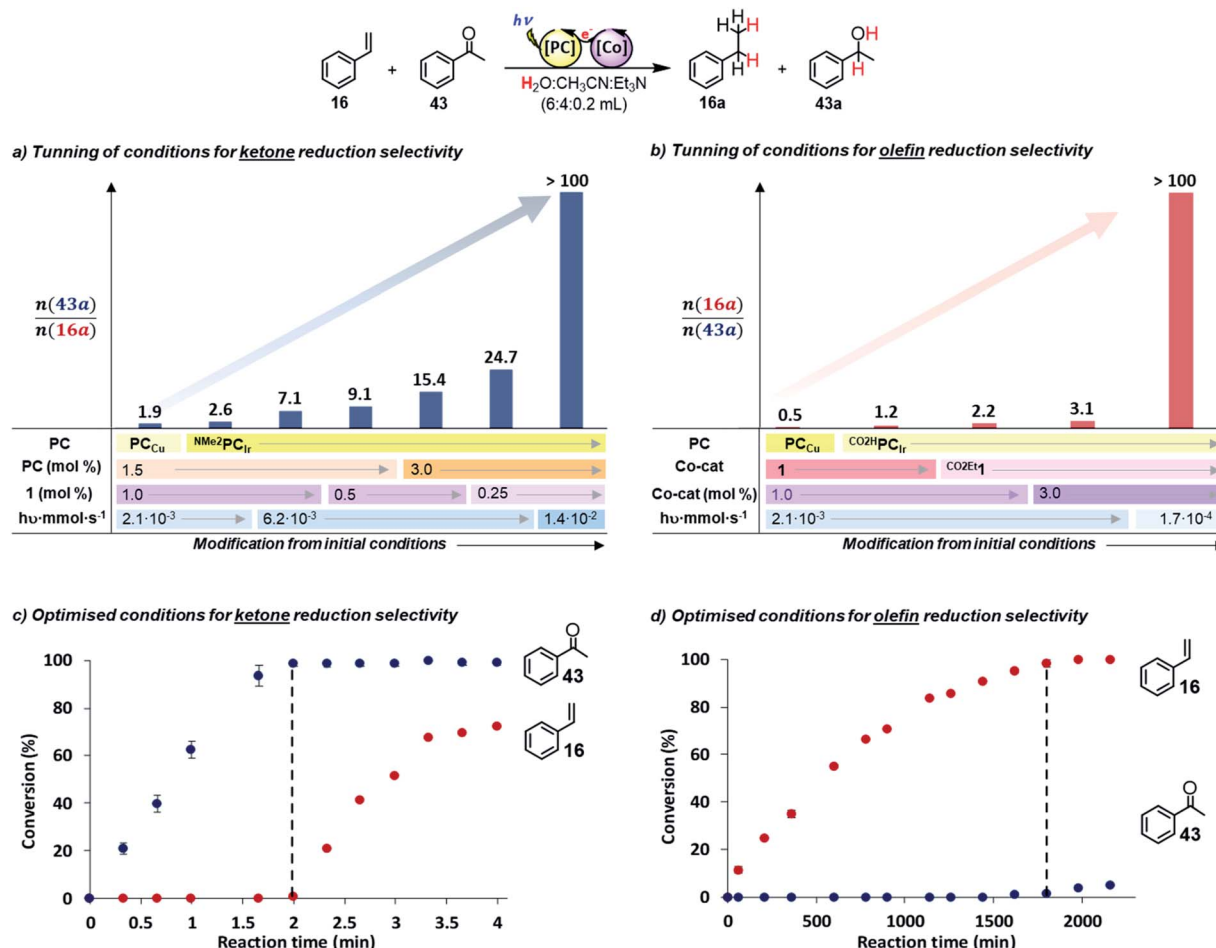 hν
[PC] e⁻ [Co]
O
O H
H H H
H H
H
16 + 43 H₂O:CH3CN:Et₃N 16a + 43a
(6:4:0.2 mL)
a) Tunning of conditions for ketone reduction selectivity
> 100
n(43a)
n(16a)
1.9 2.6 7.1 9.1 15.4 24.7
PC PC_Cu ^NMe2PC_Ir
PC (mol %) 1.5 3.0
1 (mol %) 1.0 0.5 0.25
hυ·mmol·s⁻¹ 2.1·10⁻³ 6.2·10⁻³ 1.4·10⁻²
Modification from initial conditions
b) Tunning of conditions for olefin reduction selectivity
> 100
n(16a)
n(43a)
0.5 1.2 2.2 3.1
PC PC_Cu ^CO2HPC_Ir
Co-cat 1 ^CO2Et1
Co-cat (mol %) 1.0 3.0
hυ·mmol·s⁻¹ 2.1·10⁻³ 1.7·10⁻⁴
Modification from initial conditions
c) Optimised conditions for ketone reduction selectivity
O
43
16
Conversion (%)
100
80
60
40
20
0
0 0.5 1 1.5 2 2.5 3 3.5 4
Reaction time (min)
d) Optimised conditions for olefin reduction selectivity
16
O
43
Conversion (%)
100
80
60
40
20
0
0 500 1000 1500 2000
Reaction time (min)